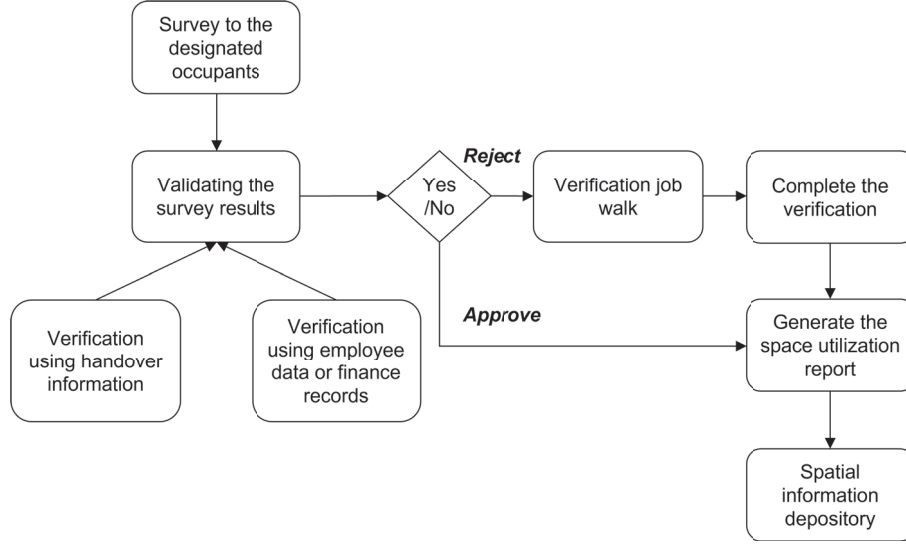 Survey to the
designated
occupants
Reject
Validating the
survey results
Yes
/No
Verification job
walk
Complete the
verification
Approve
Verification
using handover
information
Verification
using employee
data or finance
records
Generate the
space utilization
report
Spatial
information
depository